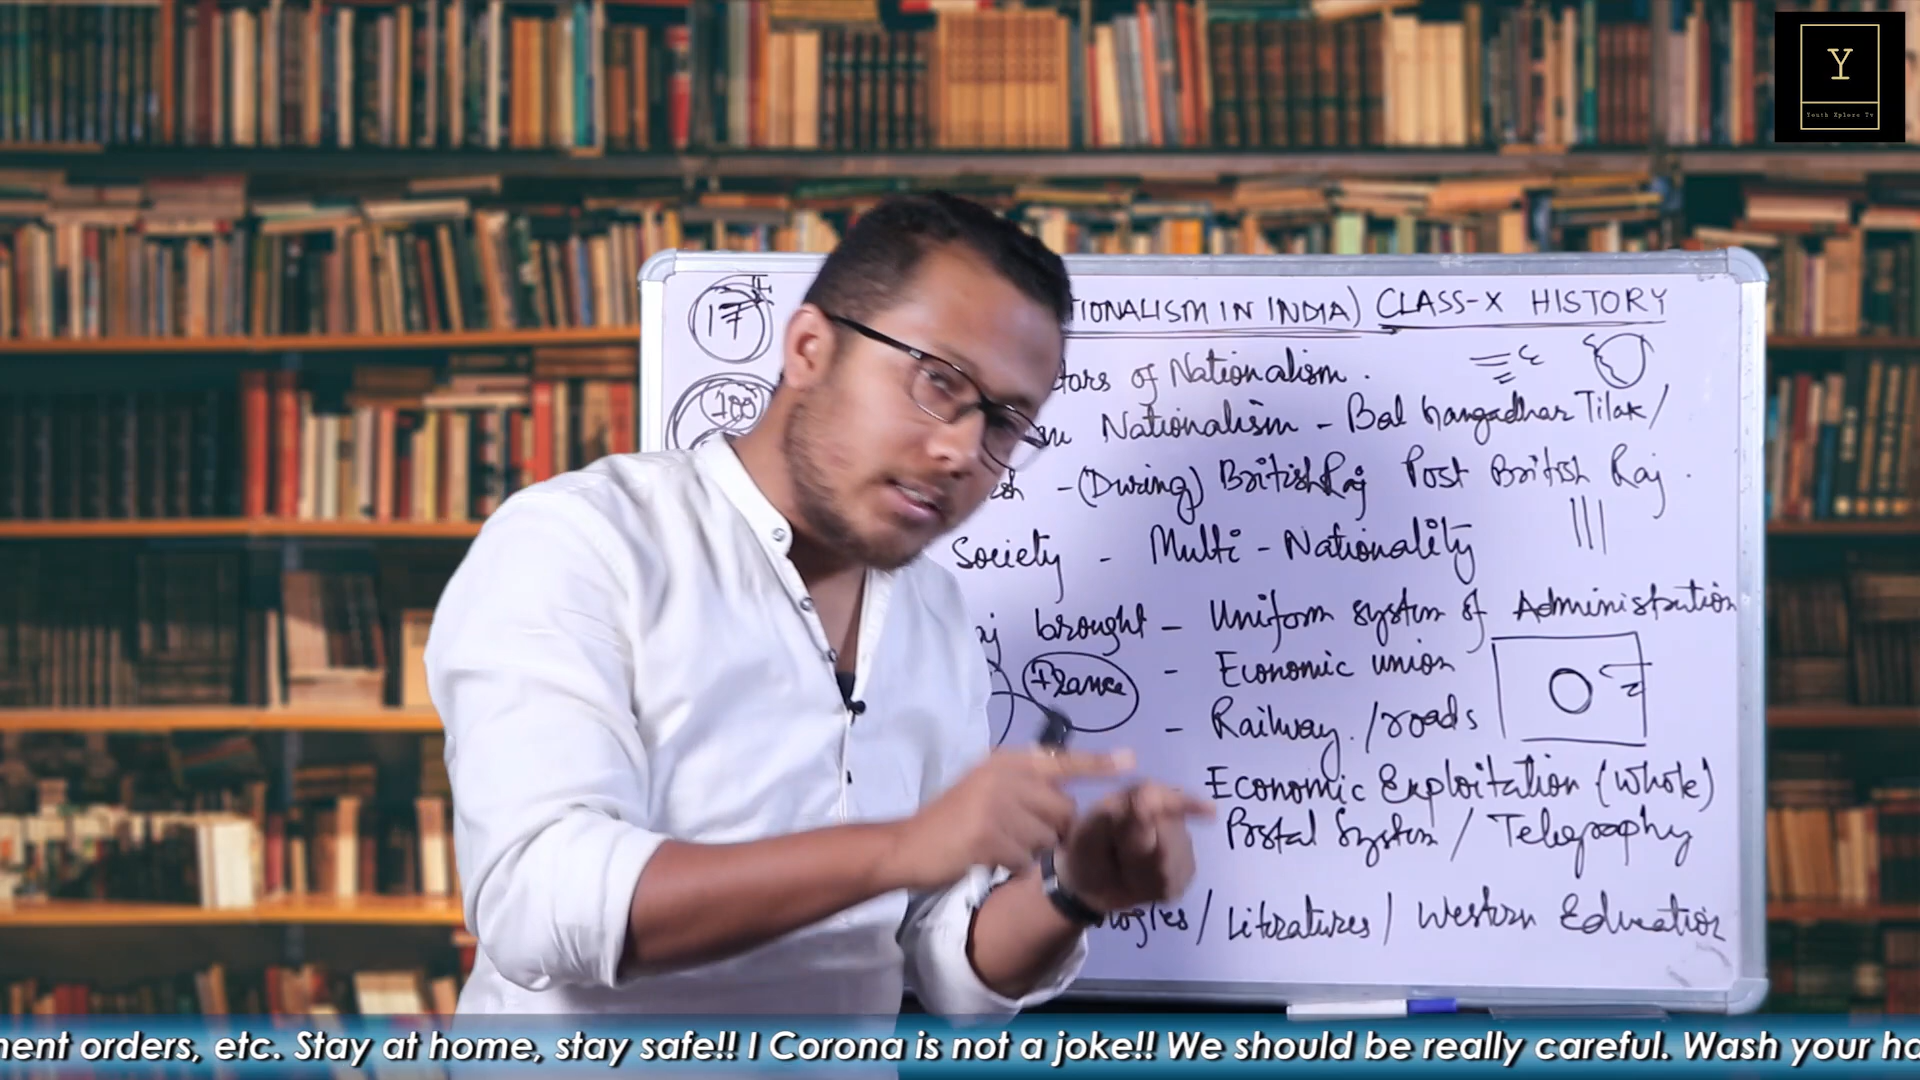 Y
Youth Xplore Tv
17
TIONALISM IN INDIA) CLASS-X HISTORY
100
tors of Nationalism.
Nationalism - Bal Gangadhar Tilak/
- (During) British Raj Post British Raj.
Society - Multi - Nationality
brought - Uniform system of Administration
France
- Economic union
- Railway./roads
Economic Exploitation (Whole)
Postal System / Telegraphy
logies / Literatures / Western Education
nent orders, etc. Stay at home, stay safe!! I Corona is not a joke!! We should be really careful. Wash your ha